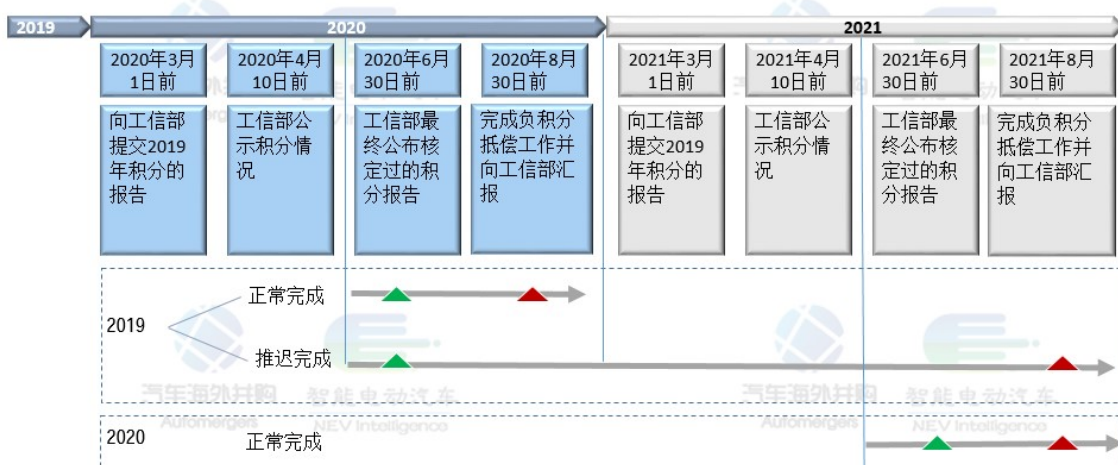 2019
2020
2021
2020年3月
1日前
2020年4月
10日前
2020年6月
30日前
2020年8月
30日前
2021年3月
1日前
2021年4月
10日前
2021年6月
30日前
2021年8月
30日前
向工信部
提交2019
年积分的
报告
工信部公
示积分情
况
工信部最
终公布核
定过的积
分报告
完成负积分
抵偿工作并
向工信部汇
报
向工信部
提交2019
年积分的
报告
工信部公
示积分情
况
工信部最
终公布核
定过的积
分报告
完成负积分
抵偿工作并
向工信部汇
报
正常完成
2019
推迟完成
汽车海外并购
Automergers
智能电动汽车
NEV Intelligence
汽车海外并购
Automergers
智能电动汽车
NEV Intelligence
2020
正常完成